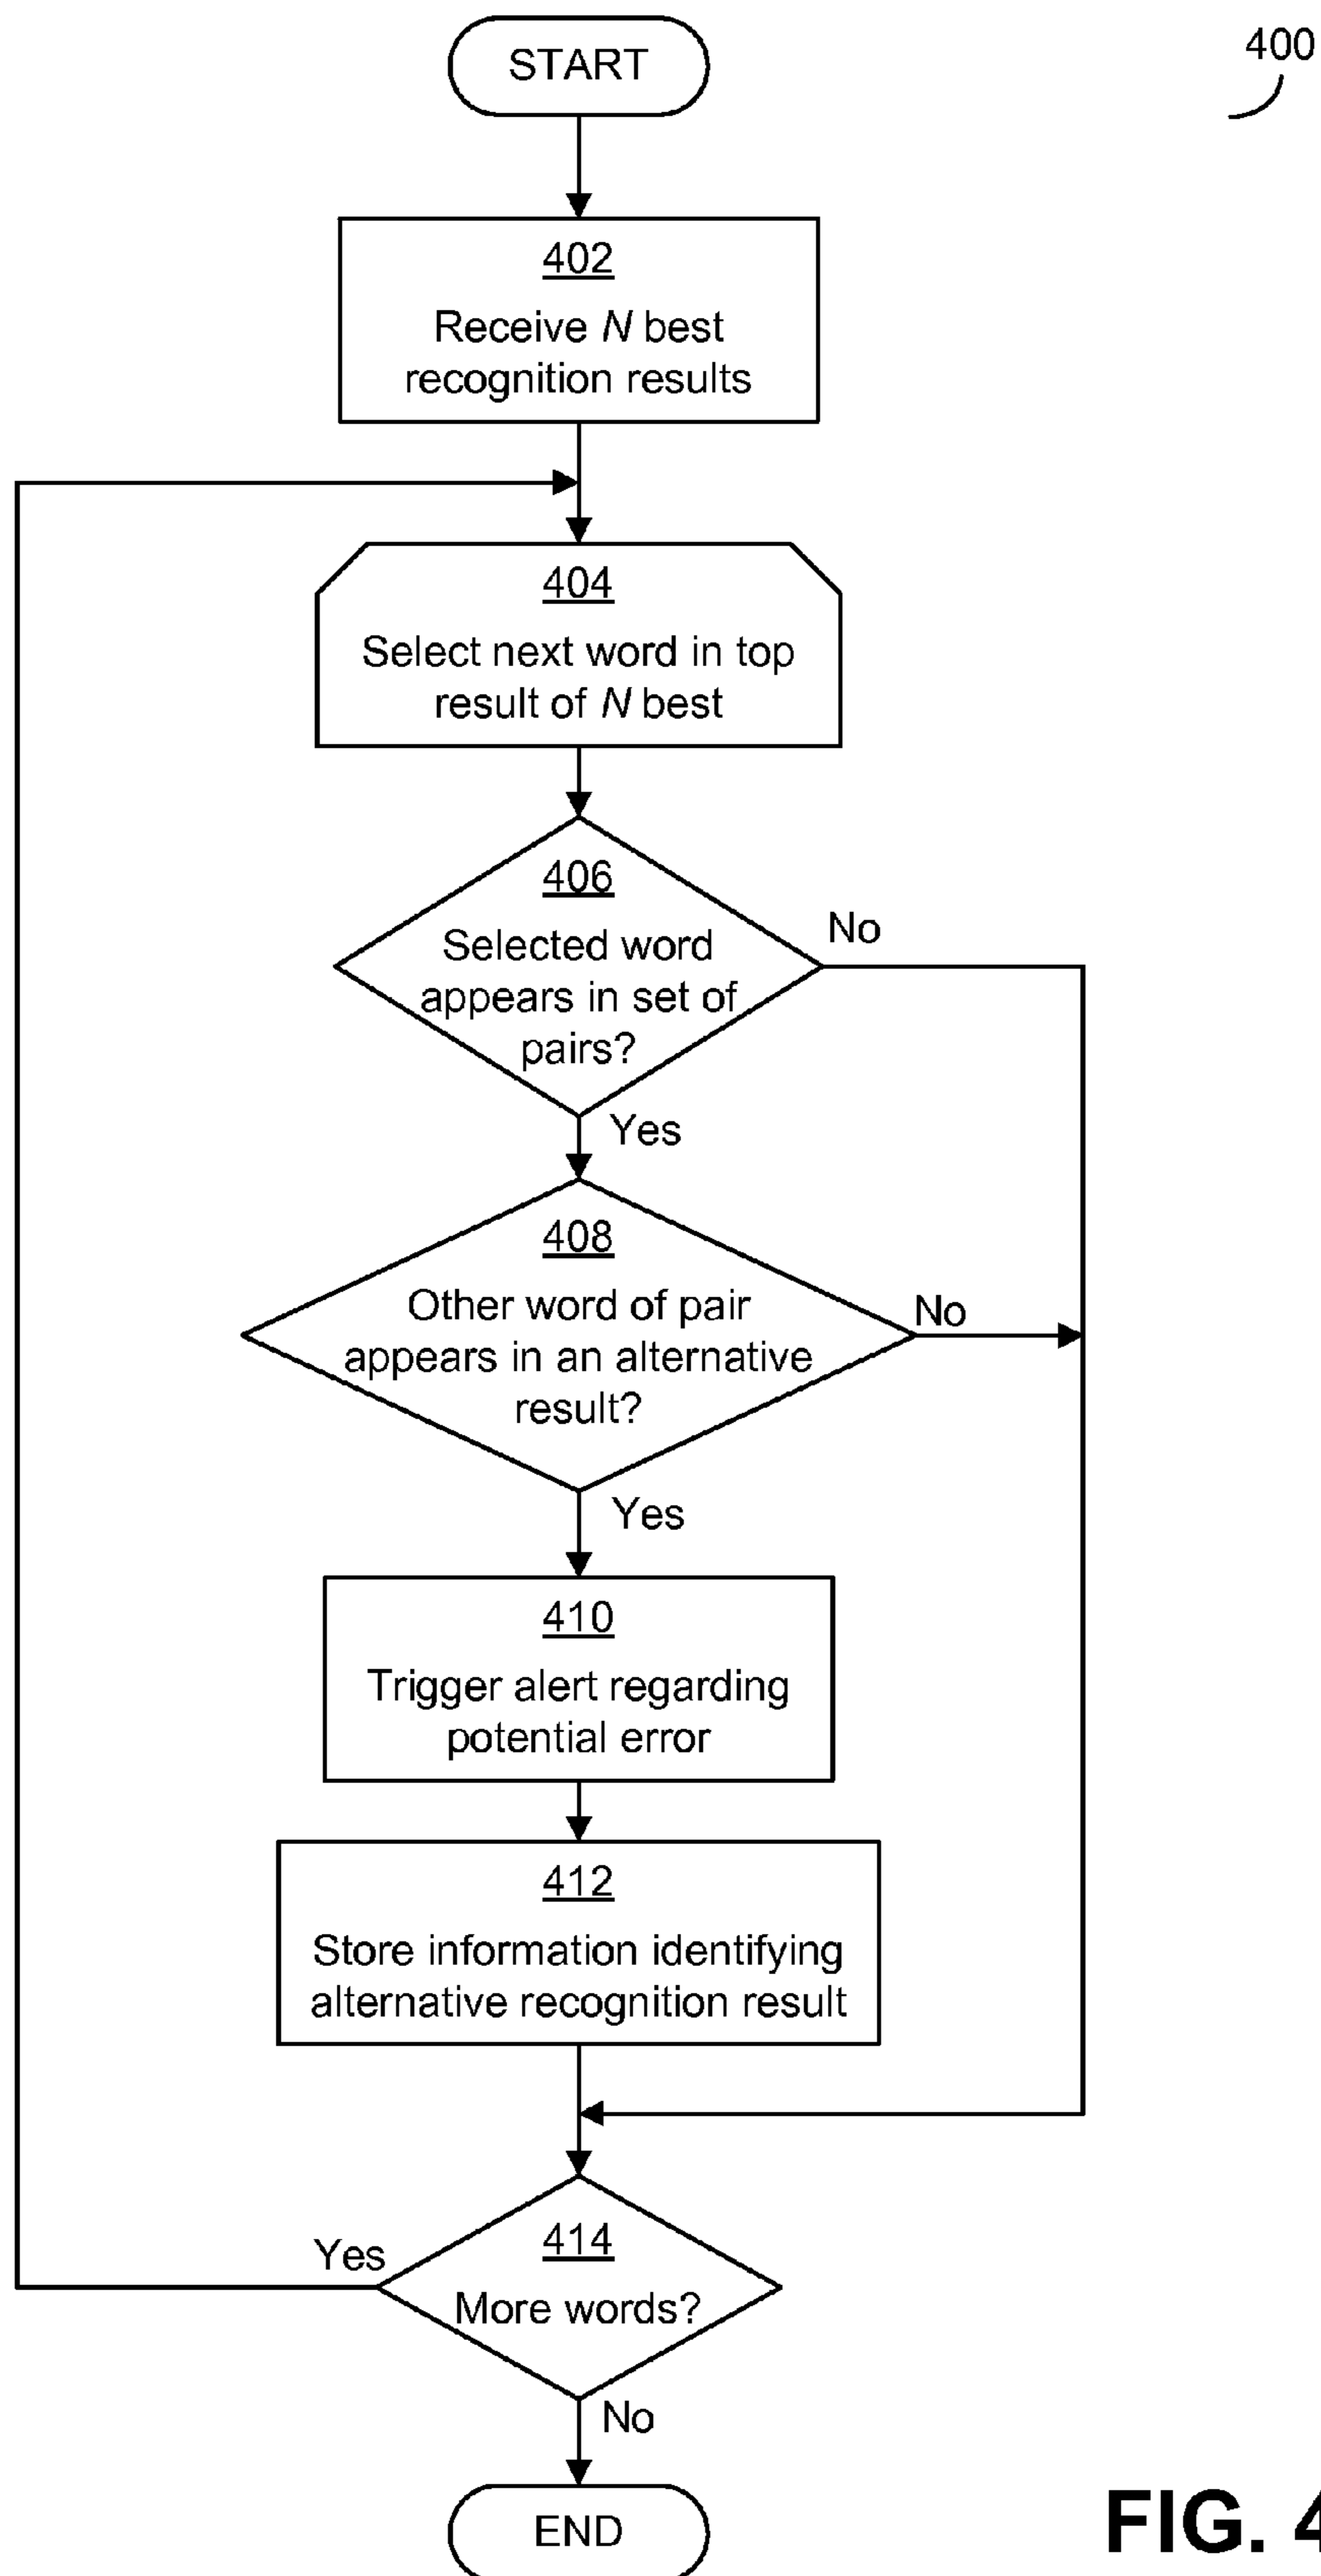 START
400
402
Receive N best
recognition results
404
Select next word in top
result of N best
406
Selected word
appears in set of
pairs?
No
Yes
408
Other word of pair
appears in an alternative
result?
No
Yes
410
Trigger alert regarding
potential error
412
Store information identifying
alternative recognition result
414
More words?
Yes
No
END
FIG. 4